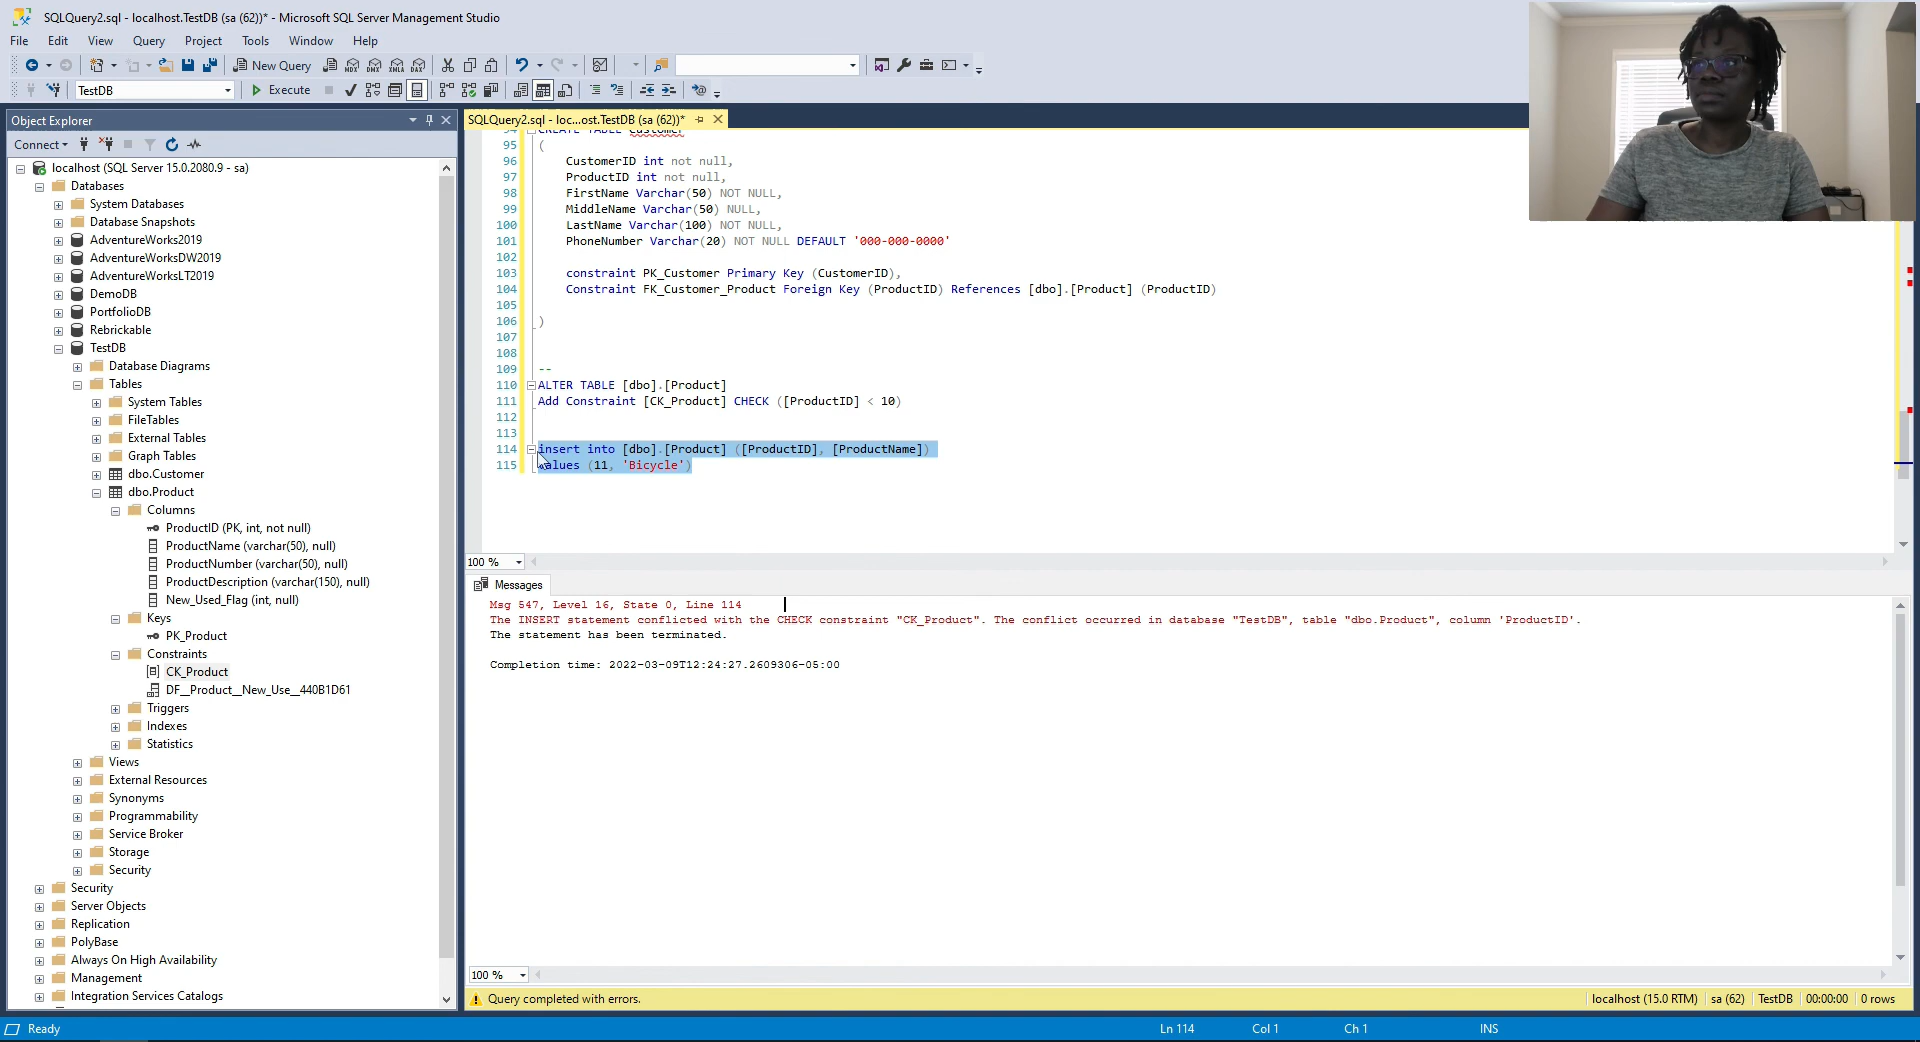 SQLQuery2.sql - localhost.TestDB (sa (62))* - Microsoft SQL Server Management Studio
File Edit View Query Project Tools Window Help
New Query
TestDB Execute
Object Explorer
Connect
localhost (SQL Server 15.0.2080.9 - sa)
Databases
System Databases
Database Snapshots
AdventureWorks2019
AdventureWorksDW2019
AdventureWorksLT2019
DemoDB
PortfolioDB
Rebrickable
TestDB
Database Diagrams
Tables
System Tables
FileTables
External Tables
Graph Tables
dbo.Customer
dbo.Product
Columns
ProductID (PK, int, not null)
ProductName (varchar(50), null)
ProductNumber (varchar(50), null)
ProductDescription (varchar(150), null)
New_Used_Flag (int, null)
Keys
PK_Product
Constraints
CK_Product
DF__Product__New_Use__440B1D61
Triggers
Indexes
Statistics
Views
External Resources
Synonyms
Programmability
Service Broker
Storage
Security
Security
Server Objects
Replication
PolyBase
Always On High Availability
Management
Integration Services Catalogs
SQLQuery2.sql - loc...ost.TestDB (sa (62))*
94 CREATE TABLE Customer
95 (
96 CustomerID int not null,
97 ProductID int not null,
98 FirstName Varchar(50) NOT NULL,
99 MiddleName Varchar(50) NULL,
100 LastName Varchar(100) NOT NULL,
101 PhoneNumber Varchar(20) NOT NULL DEFAULT '000-000-0000'
102
103 constraint PK_Customer Primary Key (CustomerID),
104 Constraint FK_Customer_Product Foreign Key (ProductID) References [dbo].[Product] (ProductID)
105
106 )
107
108
109 --
110 ALTER TABLE [dbo].[Product]
111 Add Constraint [CK_Product] CHECK ([ProductID] < 10)
112
113
114 insert into [dbo].[Product] ([ProductID], [ProductName])
115 values (11, 'Bicycle')
100 %
Messages
Msg 547, Level 16, State 0, Line 114
The INSERT statement conflicted with the CHECK constraint "CK_Product". The conflict occurred in database "TestDB", table "dbo.Product", column 'ProductID'.
The statement has been terminated.
Completion time: 2022-03-09T12:24:27.2609306-05:00
100 %
Query completed with errors. localhost (15.0 RTM) sa (62) TestDB 00:00:00 0 rows
Ready Ln 114 Col 1 Ch 1 INS